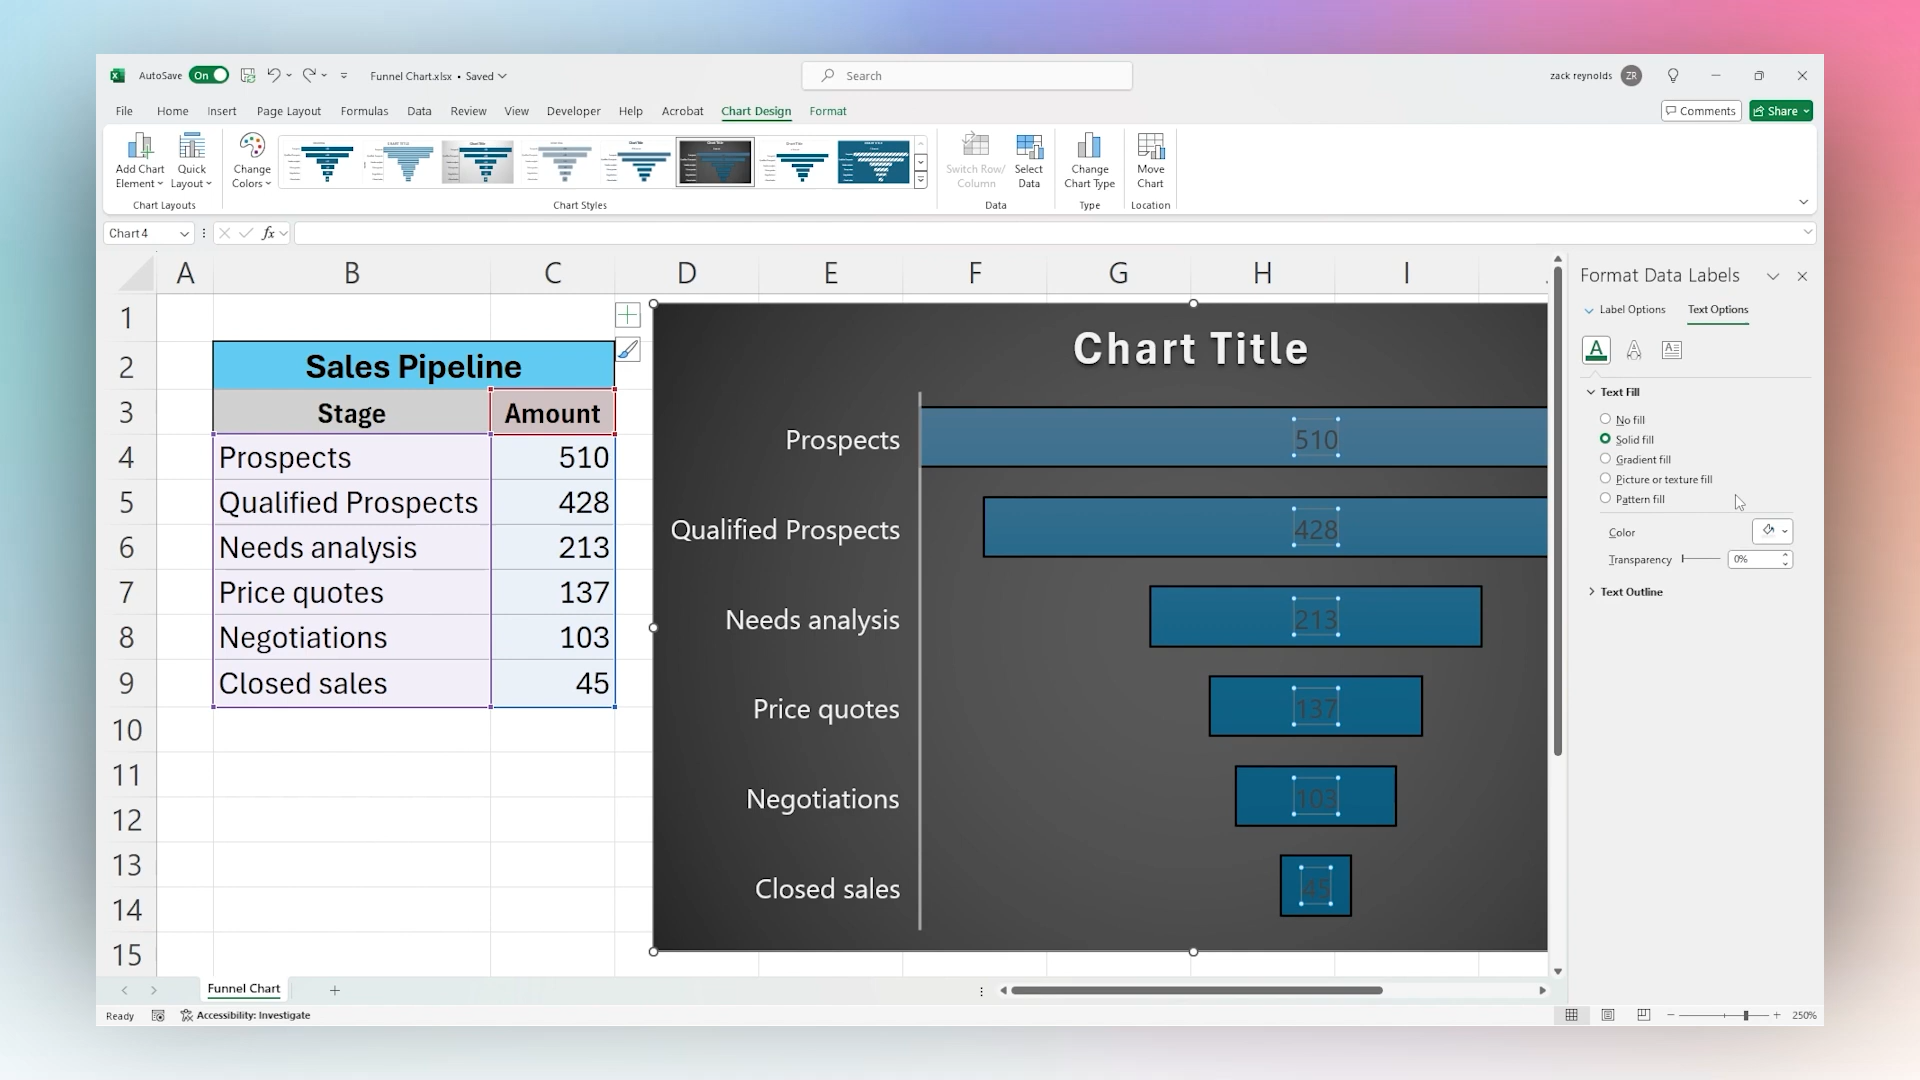 AutoSave On Funnel Chart.xlsx • Saved Search zack reynolds ZR
File Home Insert Page Layout Formulas Data Review View Developer Help Acrobat Chart Design Format Comments Share
Add Chart Element
Quick Layout
Change Colors
Switch Row/ Column
Select Data
Change Chart Type
Move Chart
Chart Layouts Chart Styles Data Type Location
Chart 4 fx
A B C D E F G H I
1
2 Sales Pipeline
3 Stage Amount
4 Prospects 510
5 Qualified Prospects 428
6 Needs analysis 213
7 Price quotes 137
8 Negotiations 103
9 Closed sales 45
10
11
12
13
14
15
Chart Title
Prospects 510
Qualified Prospects 428
Needs analysis 213
Price quotes 137
Negotiations 103
Closed sales 45
Format Data Labels
Label Options Text Options
Text Fill
No fill
Solid fill
Gradient fill
Picture or texture fill
Pattern fill
Color
Transparency 0%
Text Outline
Funnel Chart
Ready Accessibility: Investigate 250%